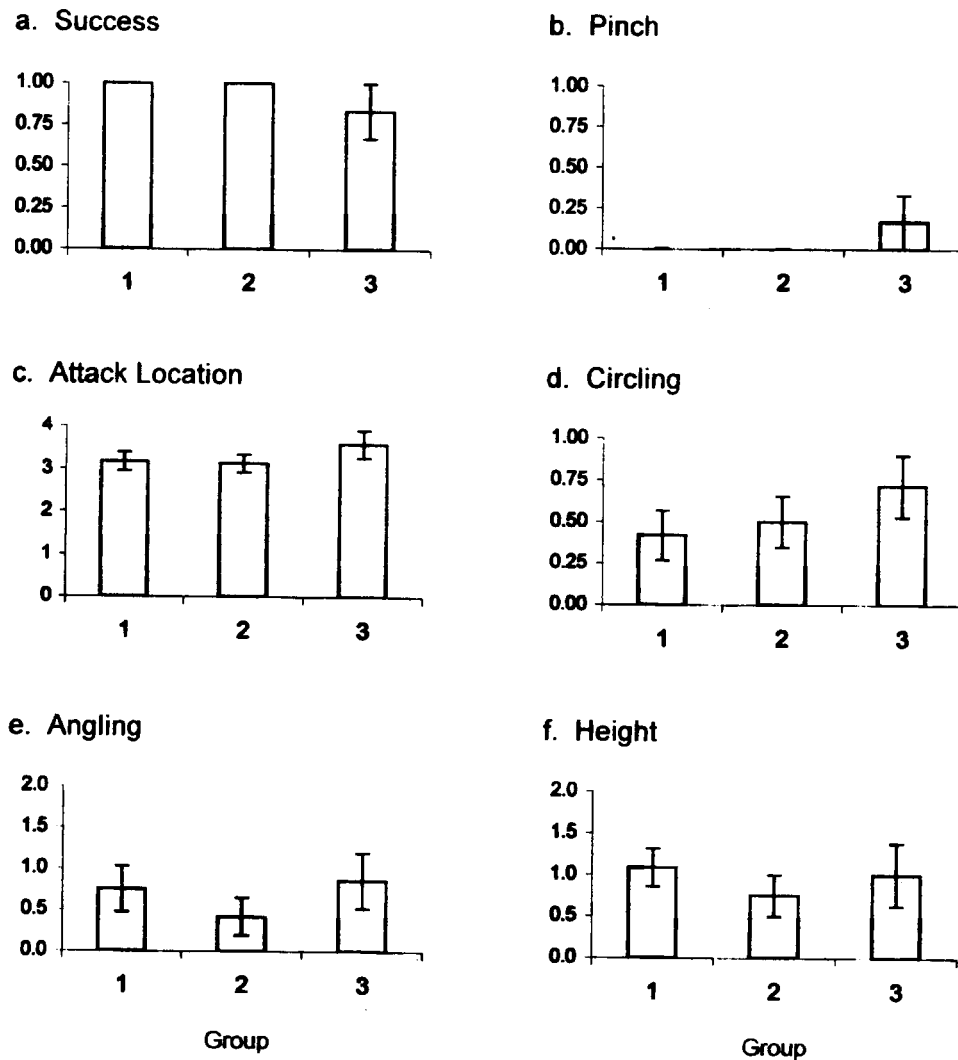 a. Success
1.00
0.75
0.50
0.25
0.00
1 2 3
b. Pinch
1.00
0.75
0.50
0.25
0.00
1 2 3
c. Attack Location
4
3
2
1
0
1 2 3
d. Circling
1.00
0.75
0.50
0.25
0.00
1 2 3
e. Angling
2.0
1.5
1.0
0.5
0.0
1 2 3
Group
f. Height
2.0
1.5
1.0
0.5
0.0
1 2 3
Group